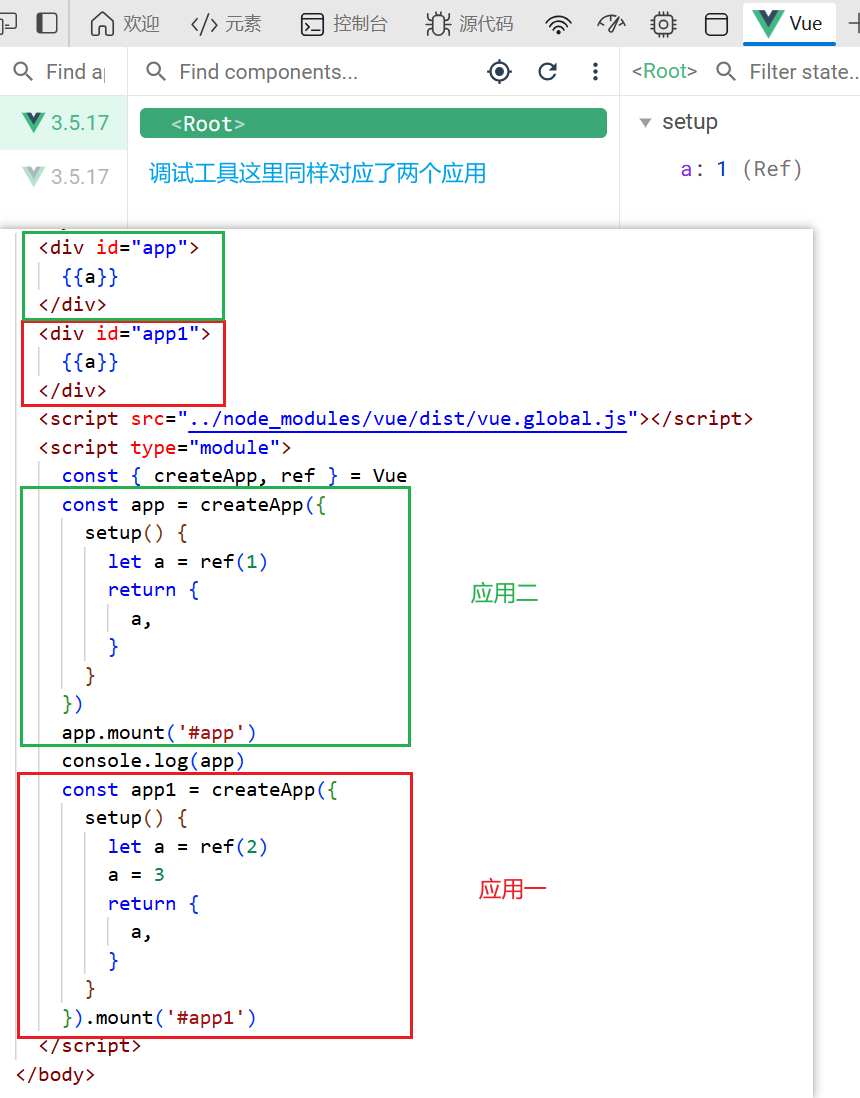 欢迎 元素 控制台 源代码 Vue
Find ap Find components... <Root> Filter state..
3.5.17 <Root> setup
3.5.17 调试工具这里同样对应了两个应用 a: 1 (Ref)
<div id="app">
{{a}}
</div>
<div id="app1">
{{a}}
</div>
<script src="../node_modules/vue/dist/vue.global.js"></script>
<script type="module">
const { createApp, ref } = Vue
const app = createApp({
setup() {
let a = ref(1)
return {
应用二
a,
}
}
})
app.mount('#app')
console.log(app)
const app1 = createApp({
setup() {
let a = ref(2)
a = 3
应用一
return {
a,
}
}
}).mount('#app1')
</script>
</body>